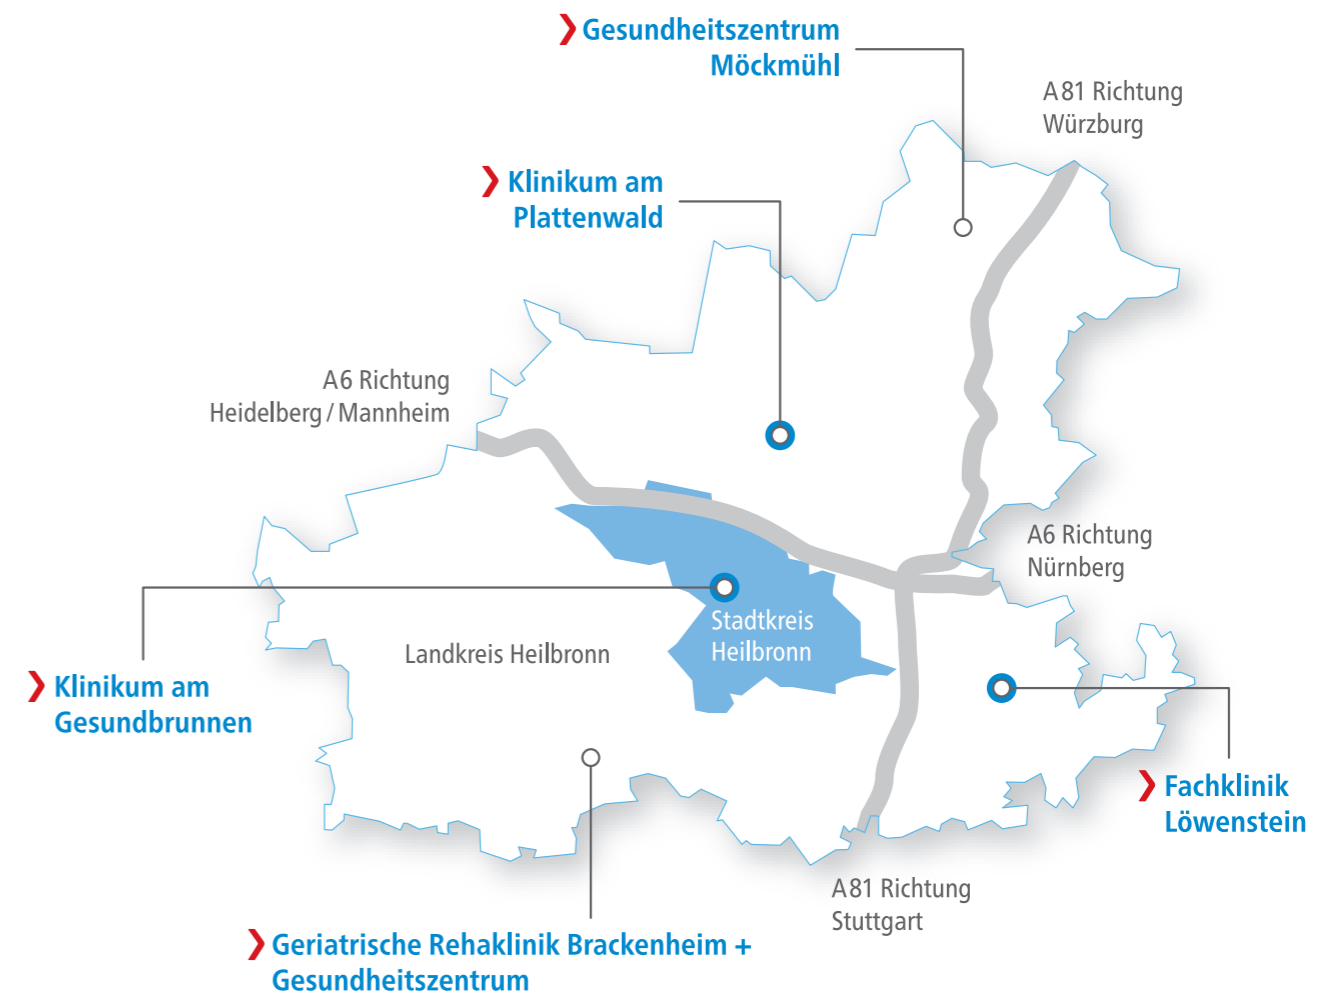 Gesundheitszentrum
Möckmühl
A81 Richtung
Würzburg
Klinikum am
Plattenwald
A6 Richtung
Heidelberg / Mannheim
A6 Richtung
Nürnberg
Stadtkreis
Heilbronn
Landkreis Heilbronn
Klinikum am
Gesundbrunnen
Fachklinik
Löwenstein
A81 Richtung
Stuttgart
Geriatrische Rehaklinik Brackenheim +
Gesundheitszentrum